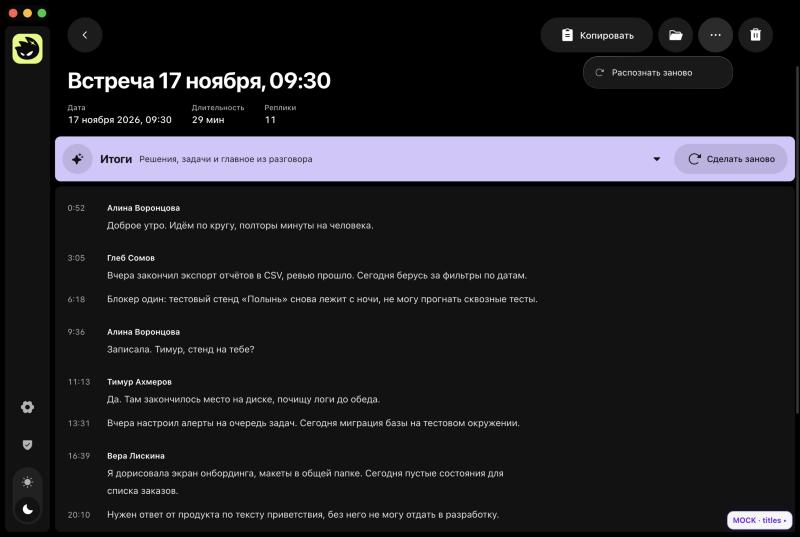 Копировать
Распознать заново
Встреча 17 ноября, 09:30
Дата Длительность Реплики
17 ноября 2026, 09:30 29 мин 11
Итоги Решения, задачи и главное из разговора Сделать заново
0:52 Алина Воронцова
Доброе утро. Идём по кругу, полторы минуты на человека.
3:05 Глеб Сомов
Вчера закончил экспорт отчётов в CSV, ревью прошло. Сегодня берусь за фильтры по датам.
6:18 Блокер один: тестовый стенд «Полынь» снова лежит с ночи, не могу прогнать сквозные тесты.
9:36 Алина Воронцова
Записала. Тимур, стенд на тебе?
11:13 Тимур Ахмеров
Да. Там закончилось место на диске, почищу логи до обеда.
13:31 Вчера настроил алерты на очередь задач. Сегодня миграция базы на тестовом окружении.
16:39 Вера Лискина
Я дорисовала экран онбординга, макеты в общей папке. Сегодня пустые состояния для
списка заказов.
20:10 Нужен ответ от продукта по тексту приветствия, без него не могу отдать в разработку.
МОСК · titles •